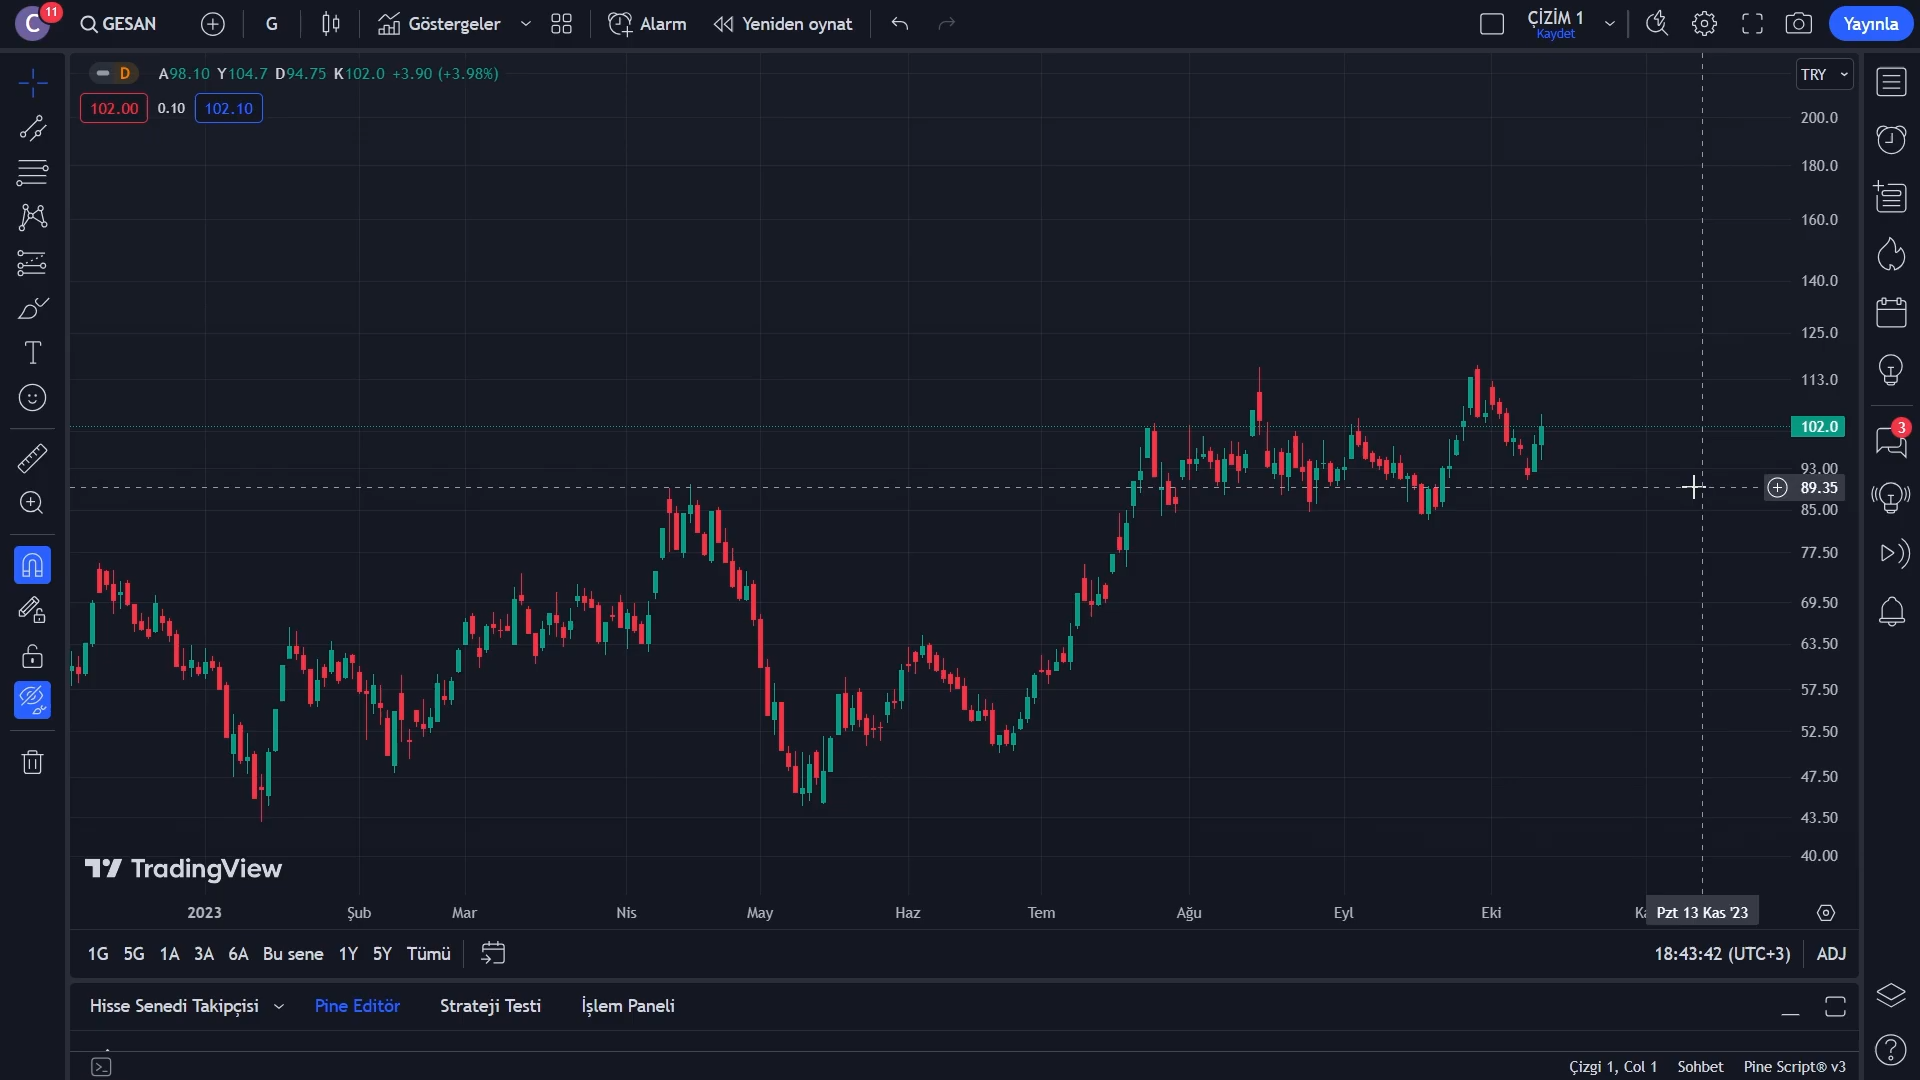 C 11 GESAN G Göstergeler Alarm Yeniden oynat ÇİZİM 1 Kaydet Yayınla
D A98.10 Y104.7 D94.75 K102.0 +3.90 (+3.98%) TRY
102.00 0.10 102.10
200.0
180.0
160.0
140.0
125.0
113.0
102.0
3
93.00
89.35
85.00
77.50
69.50
63.50
57.50
52.50
47.50
43.50
40.00
TradingView
2023 Şub Mar Nis May Haz Tem Ağu Eyl Eki Pzt 13 Kas '23
1G 5G 1A 3A 6A Bu sene 1Y 5Y Tümü 18:43:42 (UTC+3) ADJ
Hisse Senedi Takipçisi Pine Editör Strateji Testi İşlem Paneli
Çizgi 1, Col 1 Sohbet Pine Script® v3